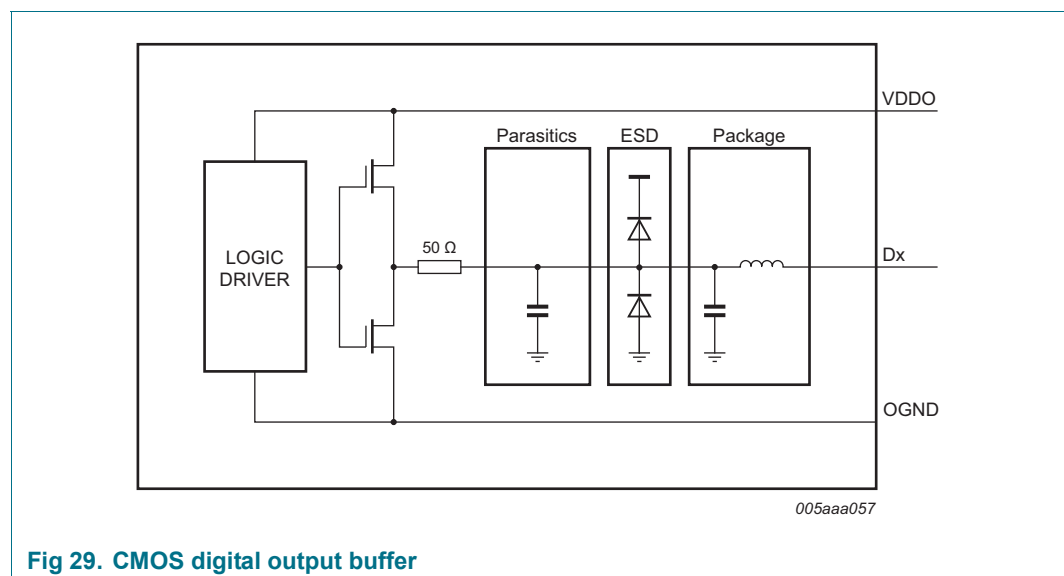 VDDO
Parasitics
ESD
Package
LOGIC
DRIVER
50 Ω
Dx
OGND
005aaa057
Fig 29. CMOS digital output buffer